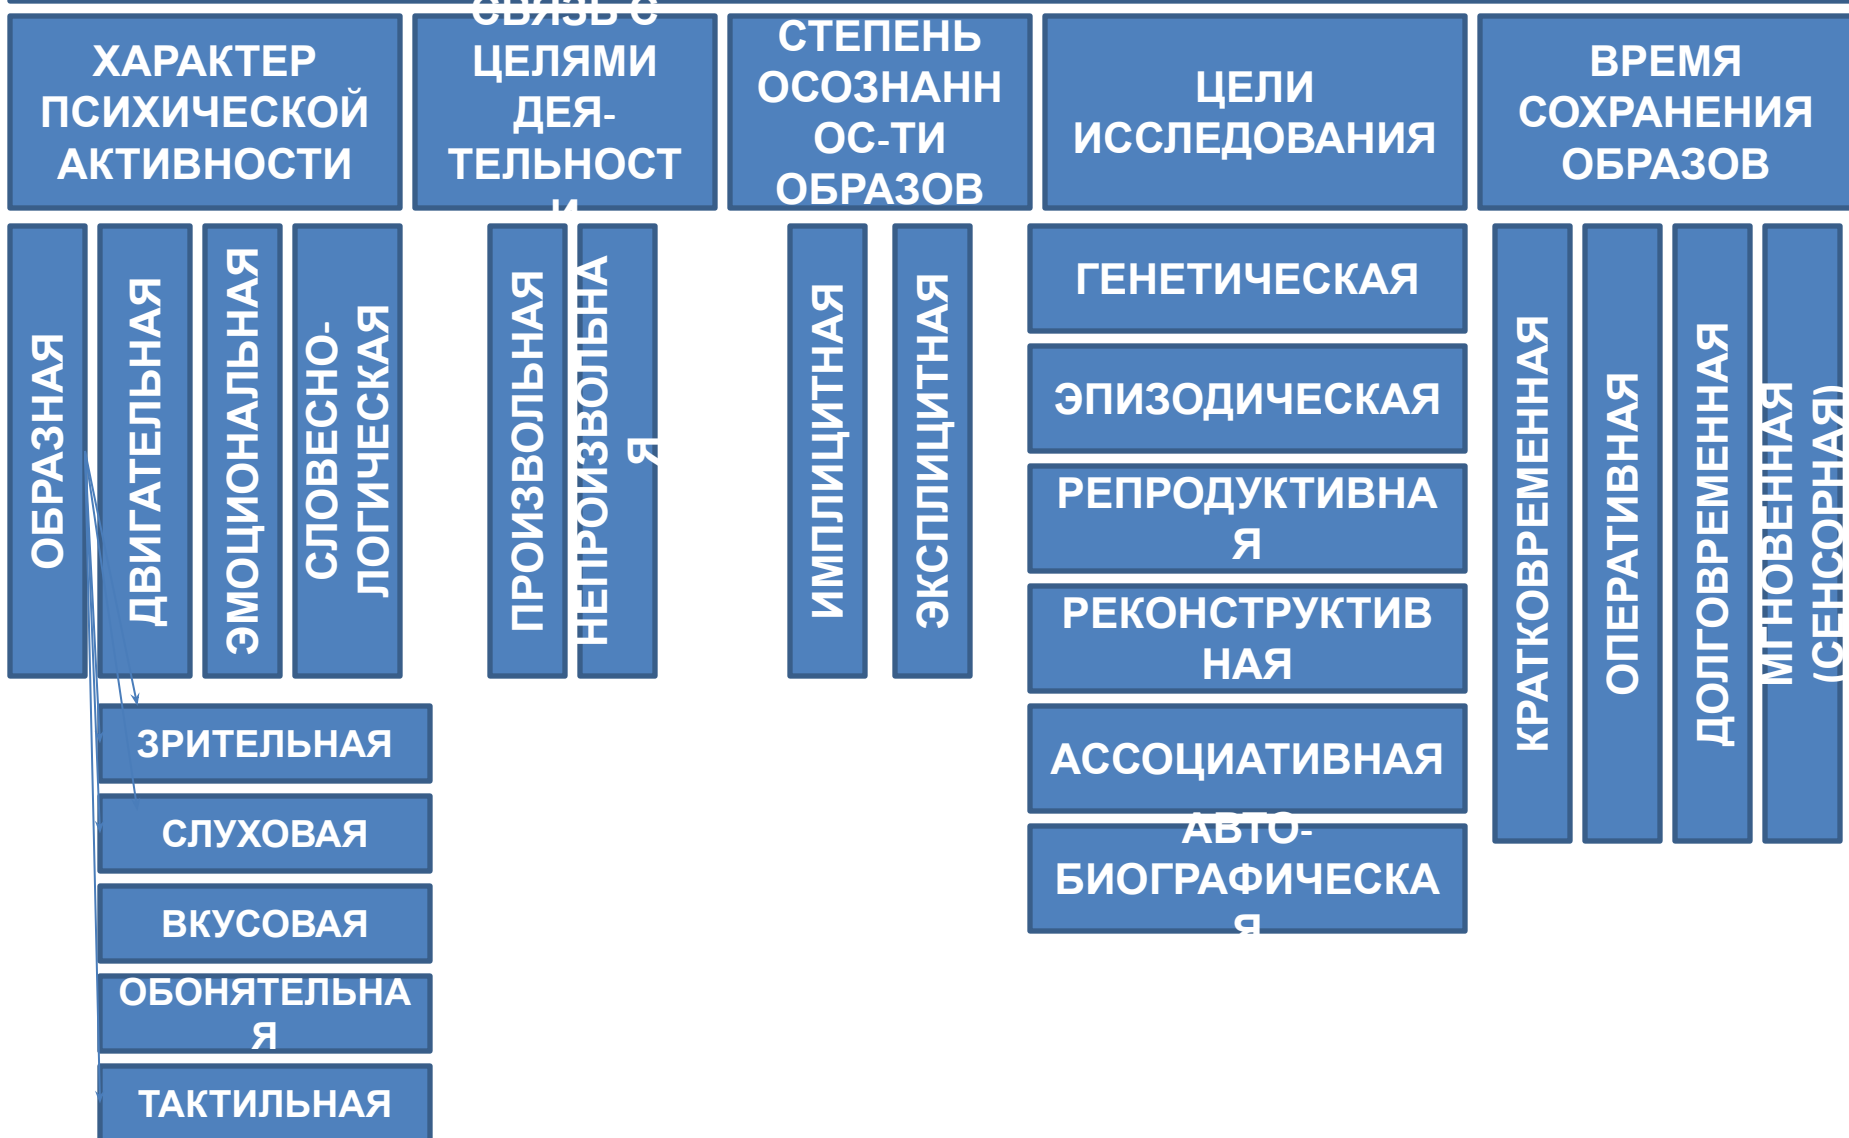 ХАРАКТЕР
ПСИХИЧЕСКОЙ
АКТИВНОСТИ
СВЯЗЬ С
ЦЕЛЯМИ
ДЕЯ-
ТЕЛЬНОСТ
И
СТЕПЕНЬ
ОСОЗНАНН
ОС-ТИ
ОБРАЗОВ
ЦЕЛИ
ИССЛЕДОВАНИЯ
ВРЕМЯ
СОХРАНЕНИЯ
ОБРАЗОВ
ОБРАЗНАЯ
ДВИГАТЕЛЬНАЯ
ЭМОЦИОНАЛЬНАЯ
СЛОВЕСНО-
ЛОГИЧЕСКАЯ
ПРОИЗВОЛЬНАЯ
НЕПРОИЗВОЛЬНА
Я
ИМПЛИЦИТНАЯ
ЭКСПЛИЦИТНАЯ
ГЕНЕТИЧЕСКАЯ
ЭПИЗОДИЧЕСКАЯ
РЕПРОДУКТИВНА
Я
РЕКОНСТРУКТИВ
НАЯ
АССОЦИАТИВНАЯ
АВТО-
БИОГРАФИЧЕСКА
Я
КРАТКОВРЕМЕННАЯ
ОПЕРАТИВНАЯ
ДОЛГОВРЕМЕННАЯ
МГНОВЕННАЯ
(СЕНСОРНАЯ)
ЗРИТЕЛЬНАЯ
СЛУХОВАЯ
ВКУСОВАЯ
ОБОНЯТЕЛЬНА
Я
ТАКТИЛЬНАЯ